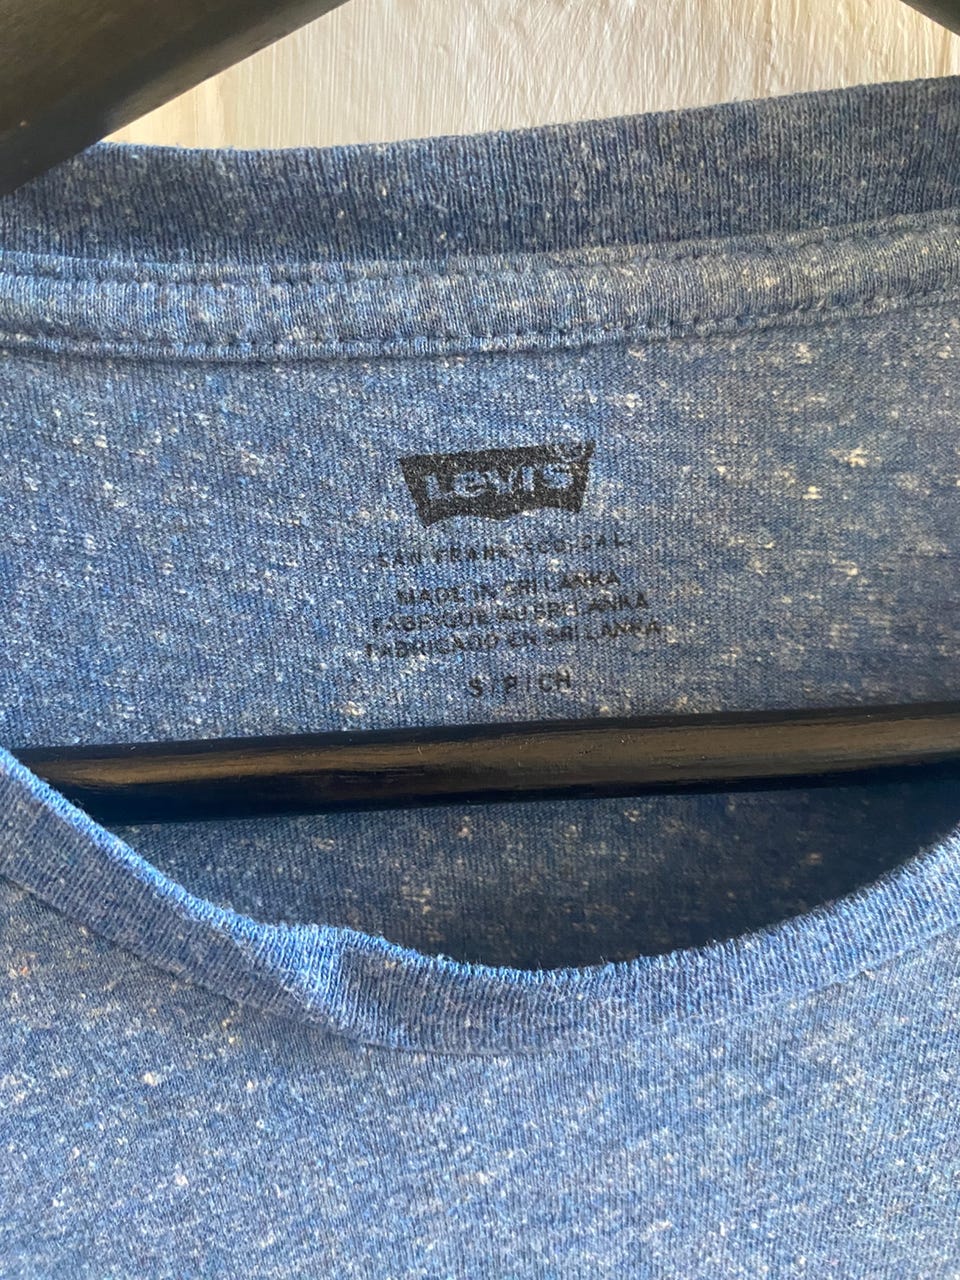 Levi's
SAN FRANCISCO, CAL.
MADE IN SRI LANKA
FABRIQUÉ AU SRI LANKA
FABRICADO EN SRI LANKA
S / P / CH